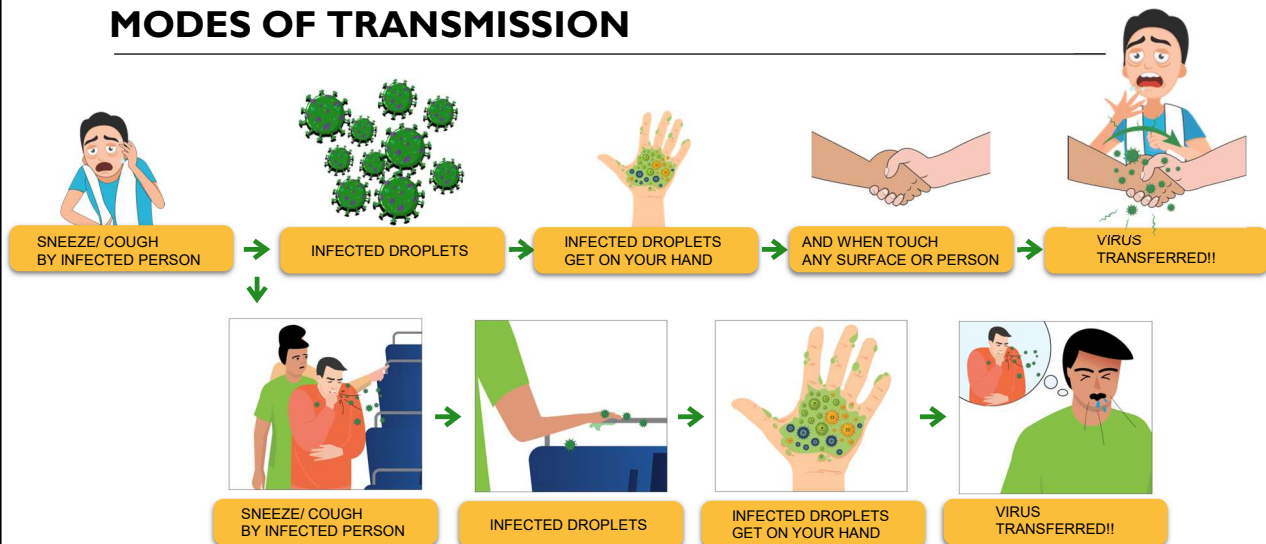 MODES OF TRANSMISSION
SNEEZE/ COUGH
BY INFECTED PERSON
INFECTED DROPLETS
INFECTED DROPLETS
GET ON YOUR HAND
AND WHEN TOUCH
ANY SURFACE OR PERSON
VIRUS
TRANSFERRED!!
SNEEZE/ COUGH
BY INFECTED PERSON
INFECTED DROPLETS
INFECTED DROPLETS
GET ON YOUR HAND
VIRUS
TRANSFERRED!!